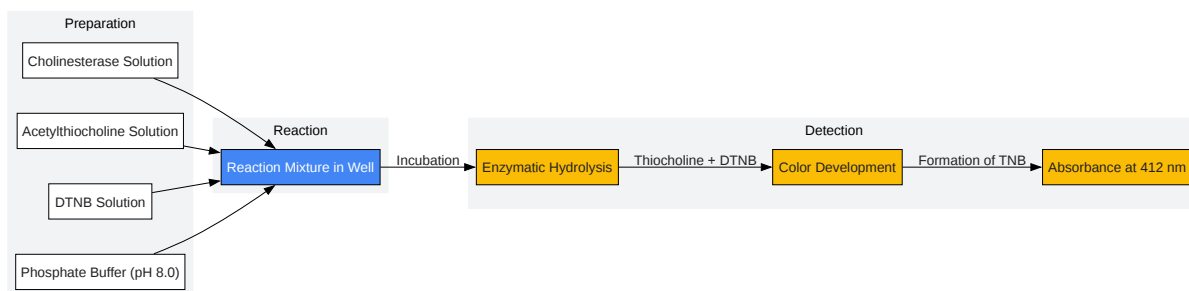 Preparation
Cholinesterase Solution
Acetylthiocholine Solution
DTNB Solution
Phosphate Buffer (pH 8.0)
Reaction
Reaction Mixture in Well
Incubation
Detection
Enzymatic Hydrolysis
Thiocholine + DTNB
Color Development
Formation of TNB
Absorbance at 412 nm